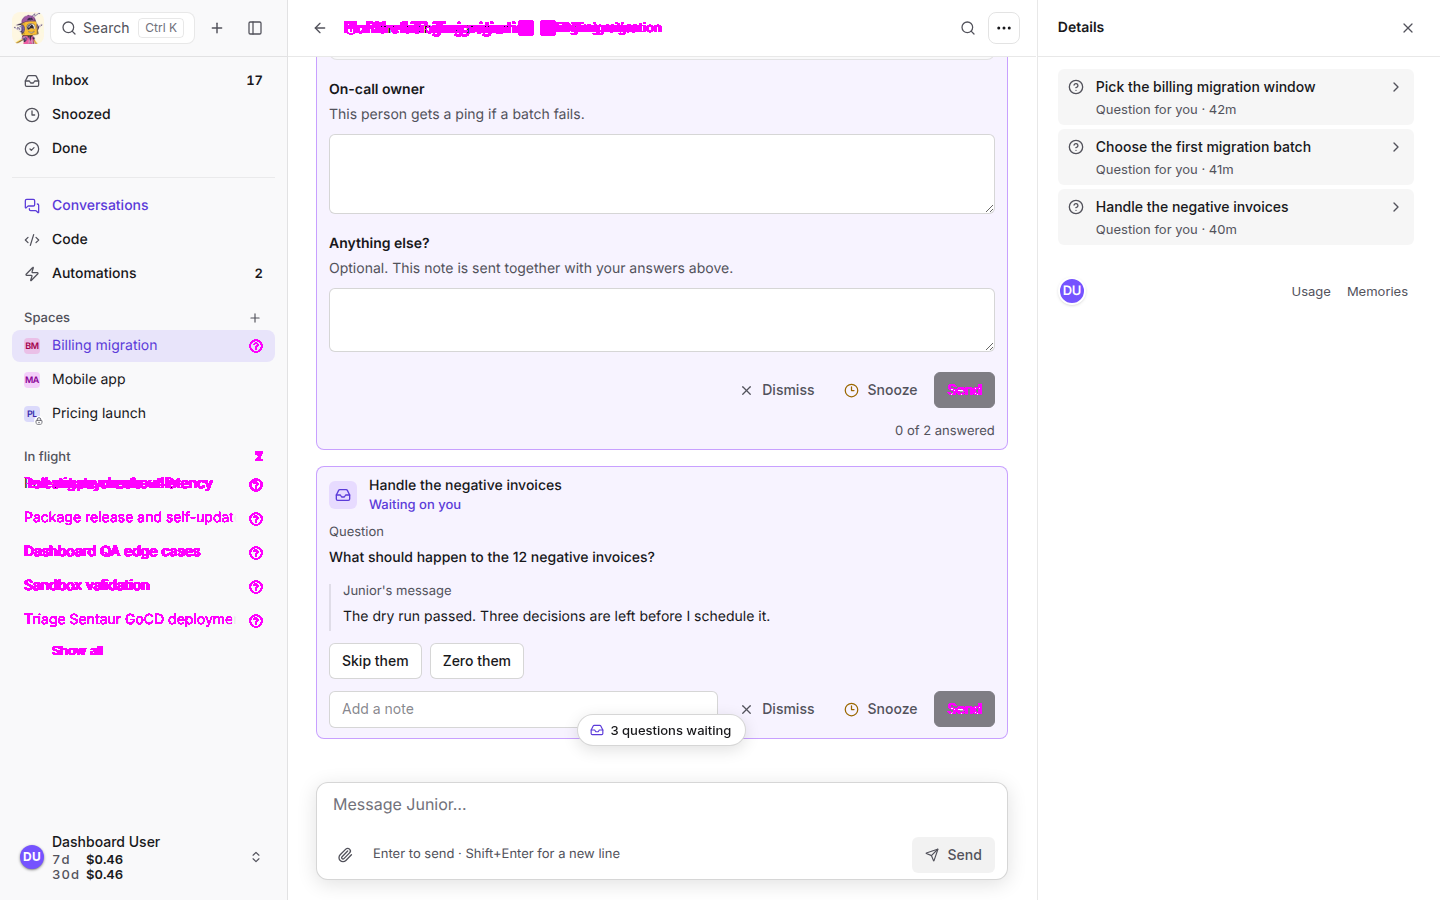 Search Ctrl K
Inbox 17
Snoozed
Done
Conversations
Code
Automations 2
Spaces
BM Billing migration
MA Mobile app
PL Pricing launch
In flight
Package release and self-updat
Dashboard QA edge cases
Sandbox validation
Triage Sentaur GoCD deployme
Show all
DU Dashboard User
7d $0.46
30d $0.46
On-call owner
This person gets a ping if a batch fails.
Anything else?
Optional. This note is sent together with your answers above.
Dismiss Snooze Send
0 of 2 answered
Handle the negative invoices
Waiting on you
Question
What should happen to the 12 negative invoices?
Junior's message
The dry run passed. Three decisions are left before I schedule it.
Skip them Zero them
Add a note Dismiss Snooze Send
3 questions waiting
Message Junior...
Enter to send · Shift+Enter for a new line Send
Details
Pick the billing migration window
Question for you · 42m
Choose the first migration batch
Question for you · 41m
Handle the negative invoices
Question for you · 40m
DU Usage Memories